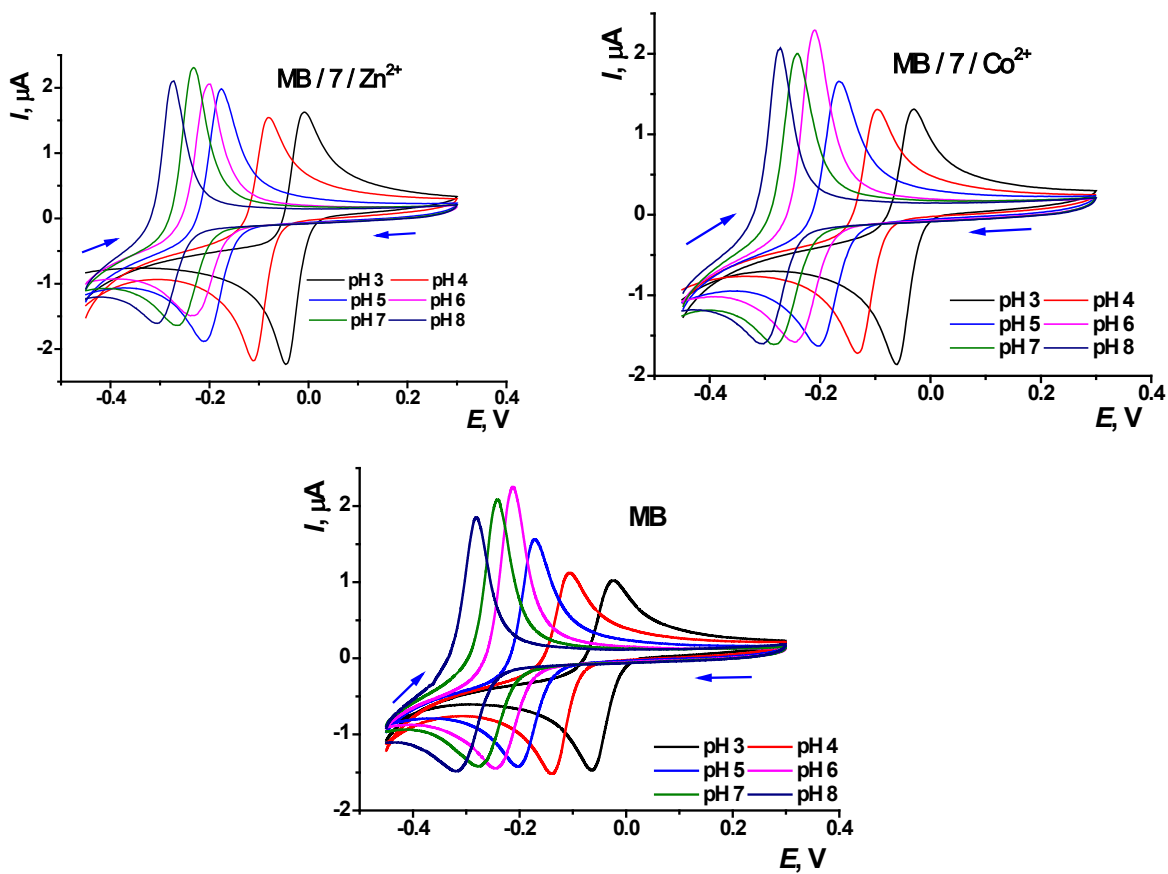 MB / 7 / Zn²⁺
I, μA
2
1
0
-1
-2
-0.4 -0.2 0.0 0.2 0.4
E, V
pH 3 pH 4
pH 5 pH 6
pH 7 pH 8
MB / 7 / Co²⁺
I, μA
2
1
0
-1
-2
-0.4 -0.2 0.0 0.2 0.4
E, V
pH 3 pH 4
pH 5 pH 6
pH 7 pH 8
MB
I, μA
2
1
0
-1
-2
-0.4 -0.2 0.0 0.2 0.4
E, V
pH 3 pH 4
pH 5 pH 6
pH 7 pH 8